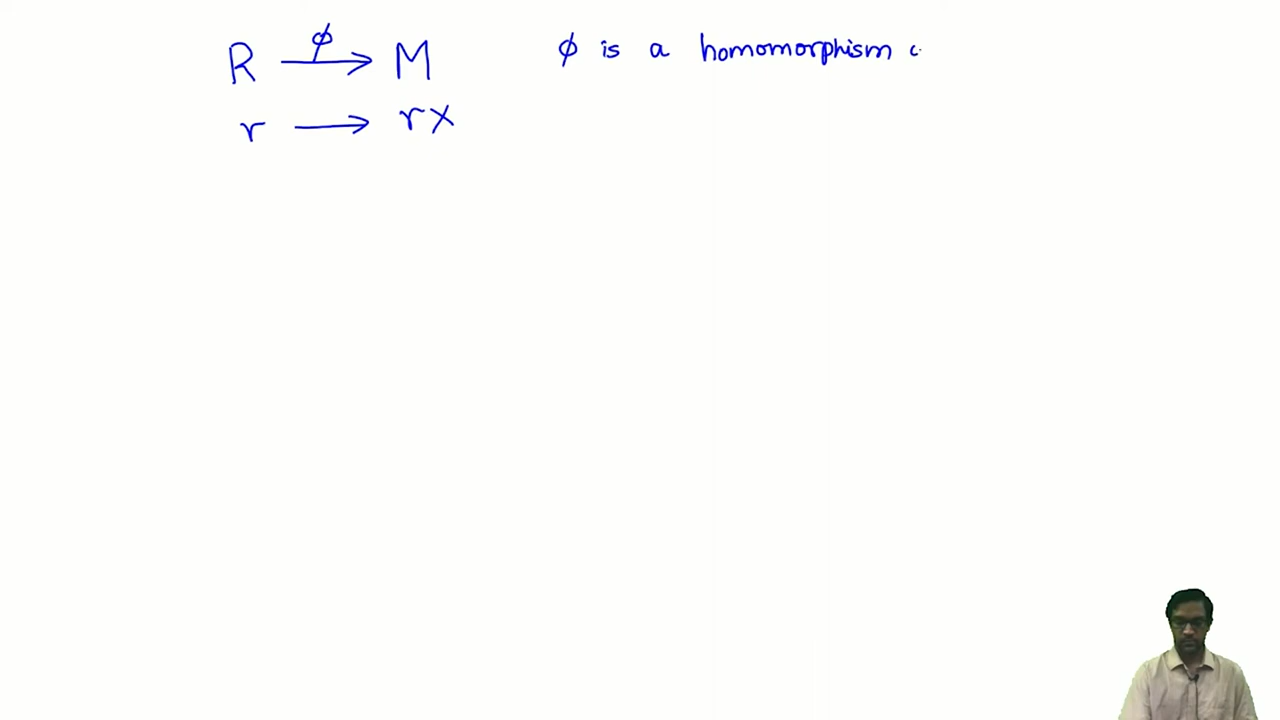 R —ϕ→ M ϕ is a homomorphism
r ⟶ rx